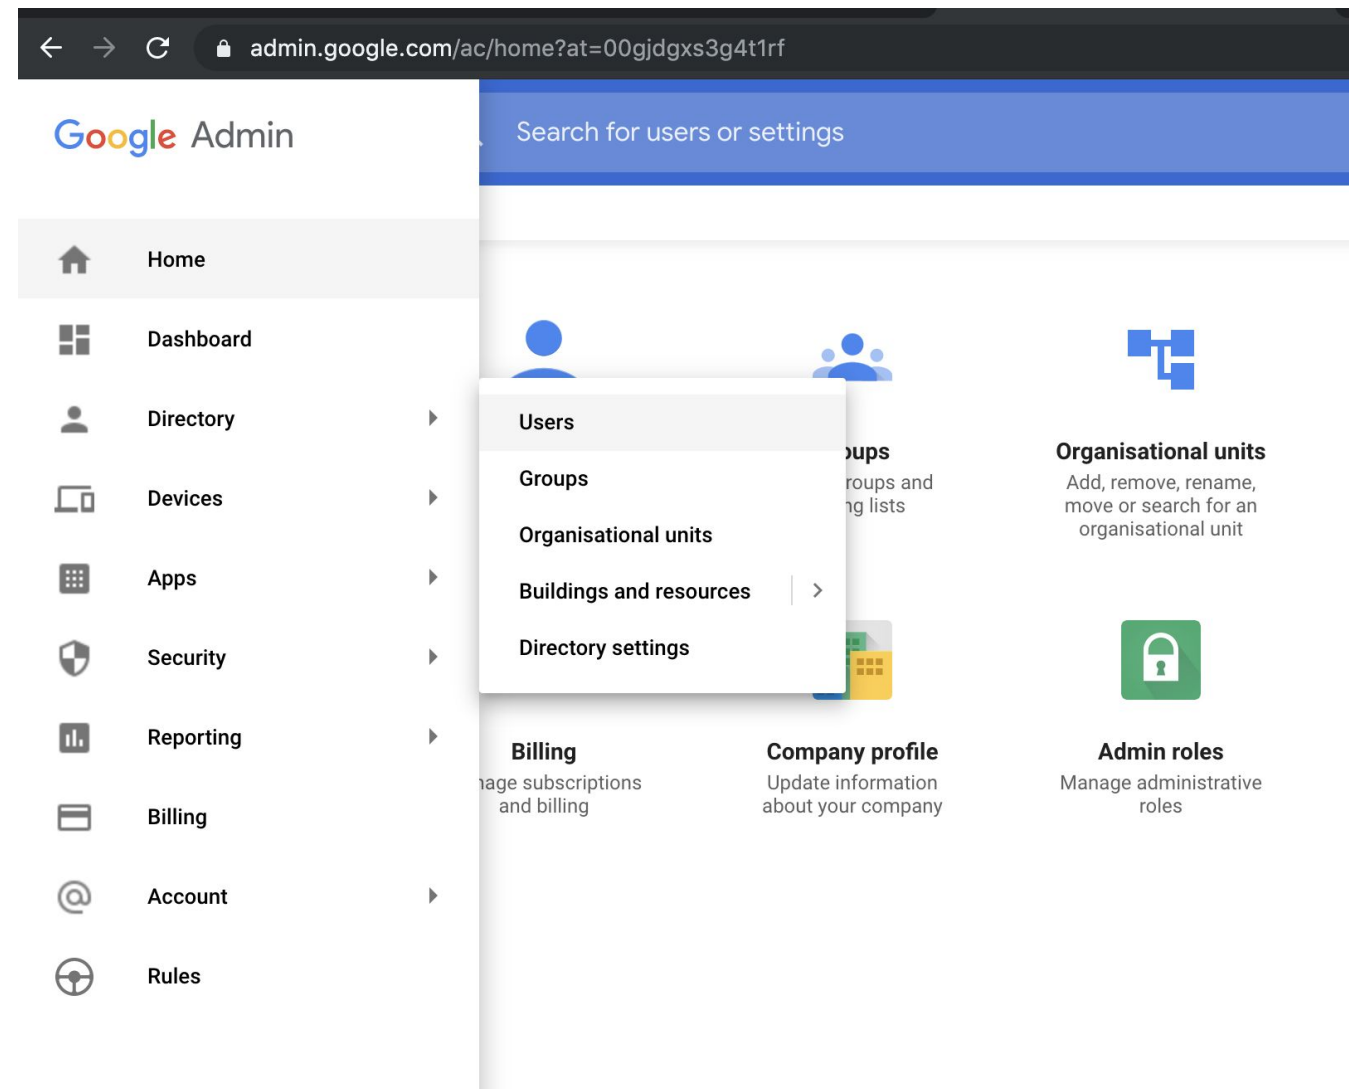 admin.google.com/ac/home?at=00gjdgxs3g4t1rf
Google Admin
Search for users or settings
Home
Dashboard
Directory
Devices
Apps
Security
Reporting
Billing
Account
Rules
Users
Groups
Organisational units
Buildings and resources
Directory settings
and
lists
Organisational units
Add, remove, rename,
move or search for an
organisational unit
Billing
subscriptions
and billing
Company profile
Update information
about your company
Admin roles
Manage administrative
roles